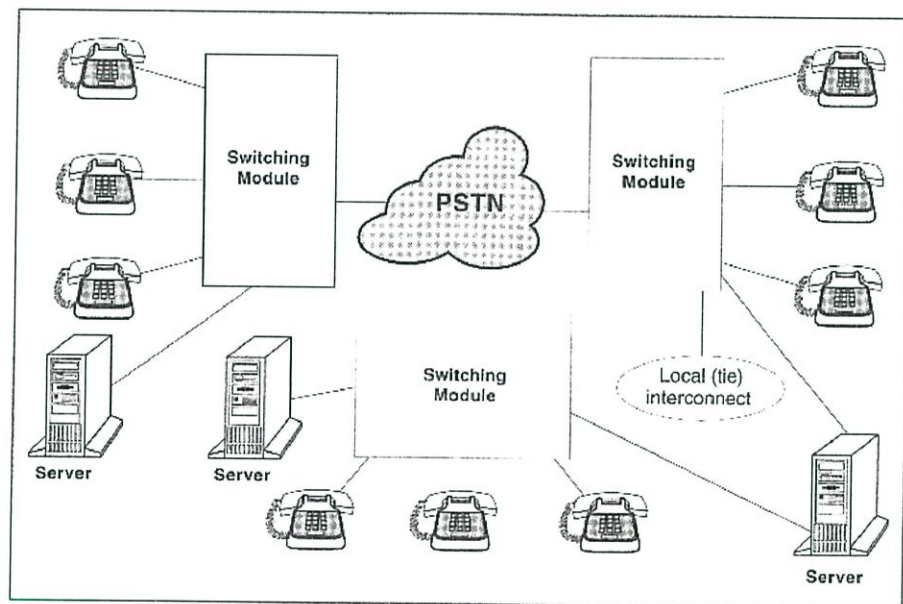 Switching
Module
PSTN
Switching
Module
Switching
Module
Local (tie)
interconnect
Server
Server
Server